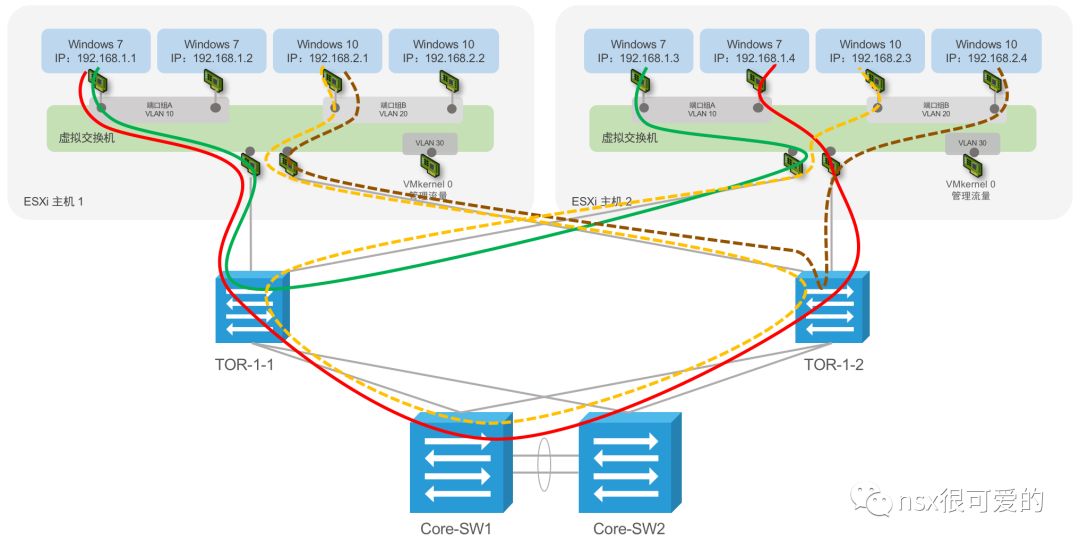 Windows 7
IP：192.168.1.1
Windows 7
IP：192.168.1.2
Windows 10
IP：192.168.2.1
Windows 10
IP：192.168.2.2
端口组A
VLAN 10
端口组B
VLAN 20
虚拟交换机
VLAN 30
VMkernel 0
管理流量
ESXi 主机 1
Windows 7
IP：192.168.1.3
Windows 7
IP：192.168.1.4
Windows 10
IP：192.168.2.3
Windows 10
IP：192.168.2.4
端口组A
VLAN 10
端口组B
VLAN 20
虚拟交换机
VLAN 30
VMkernel 0
管理流量
ESXi 主机 2
TOR-1-1
TOR-1-2
Core-SW1
Core-SW2
nsx很可爱的